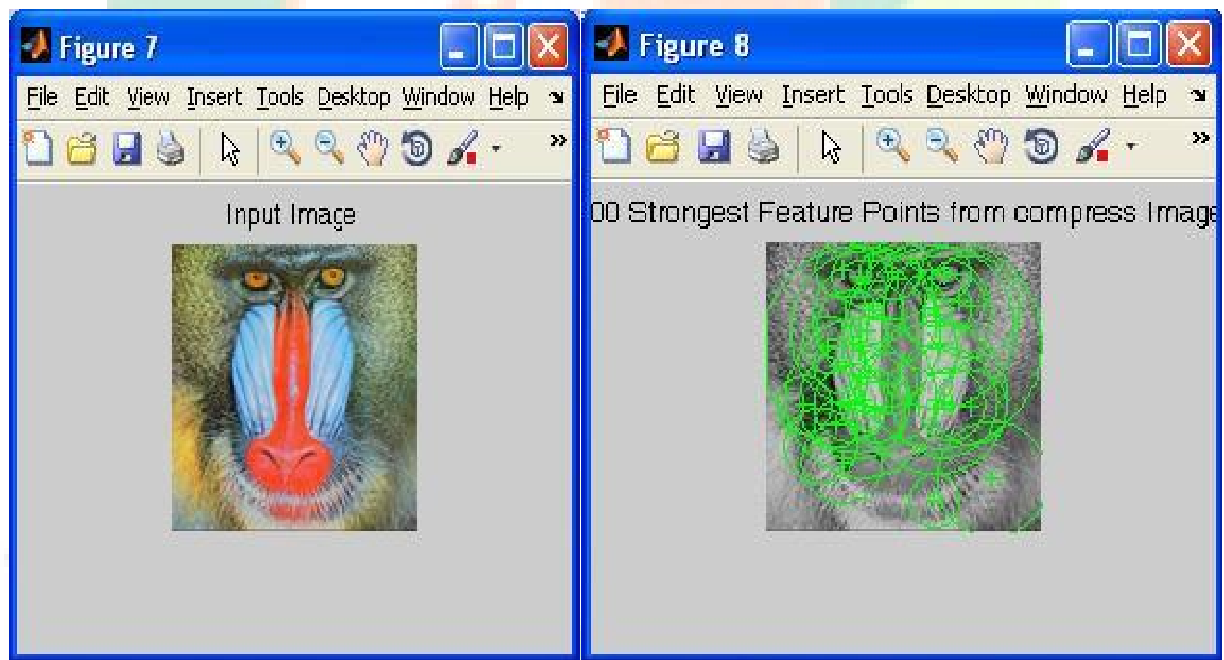 Figure 7
File Edit View Insert Tools Desktop Window Help
Input Image
Figure 8
File Edit View Insert Tools Desktop Window Help
00 Strongest Feature Points from compress Image